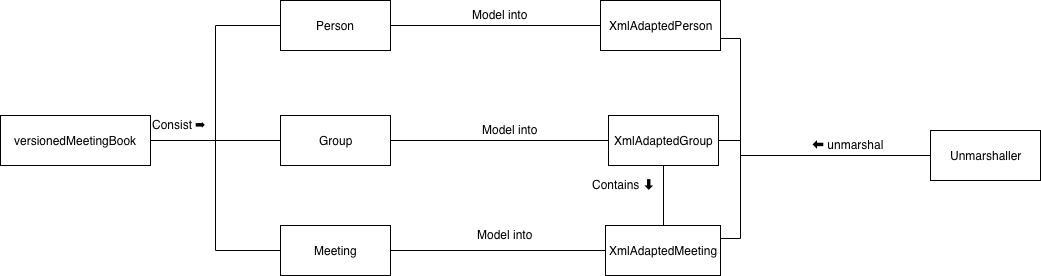 Person
Model into
XmlAdaptedPerson
versionedMeetingBook
Consist ➡
Group
Model into
XmlAdaptedGroup
⬅ unmarshal
Unmarshaller
Contains ⬇
Meeting
Model into
XmlAdaptedMeeting